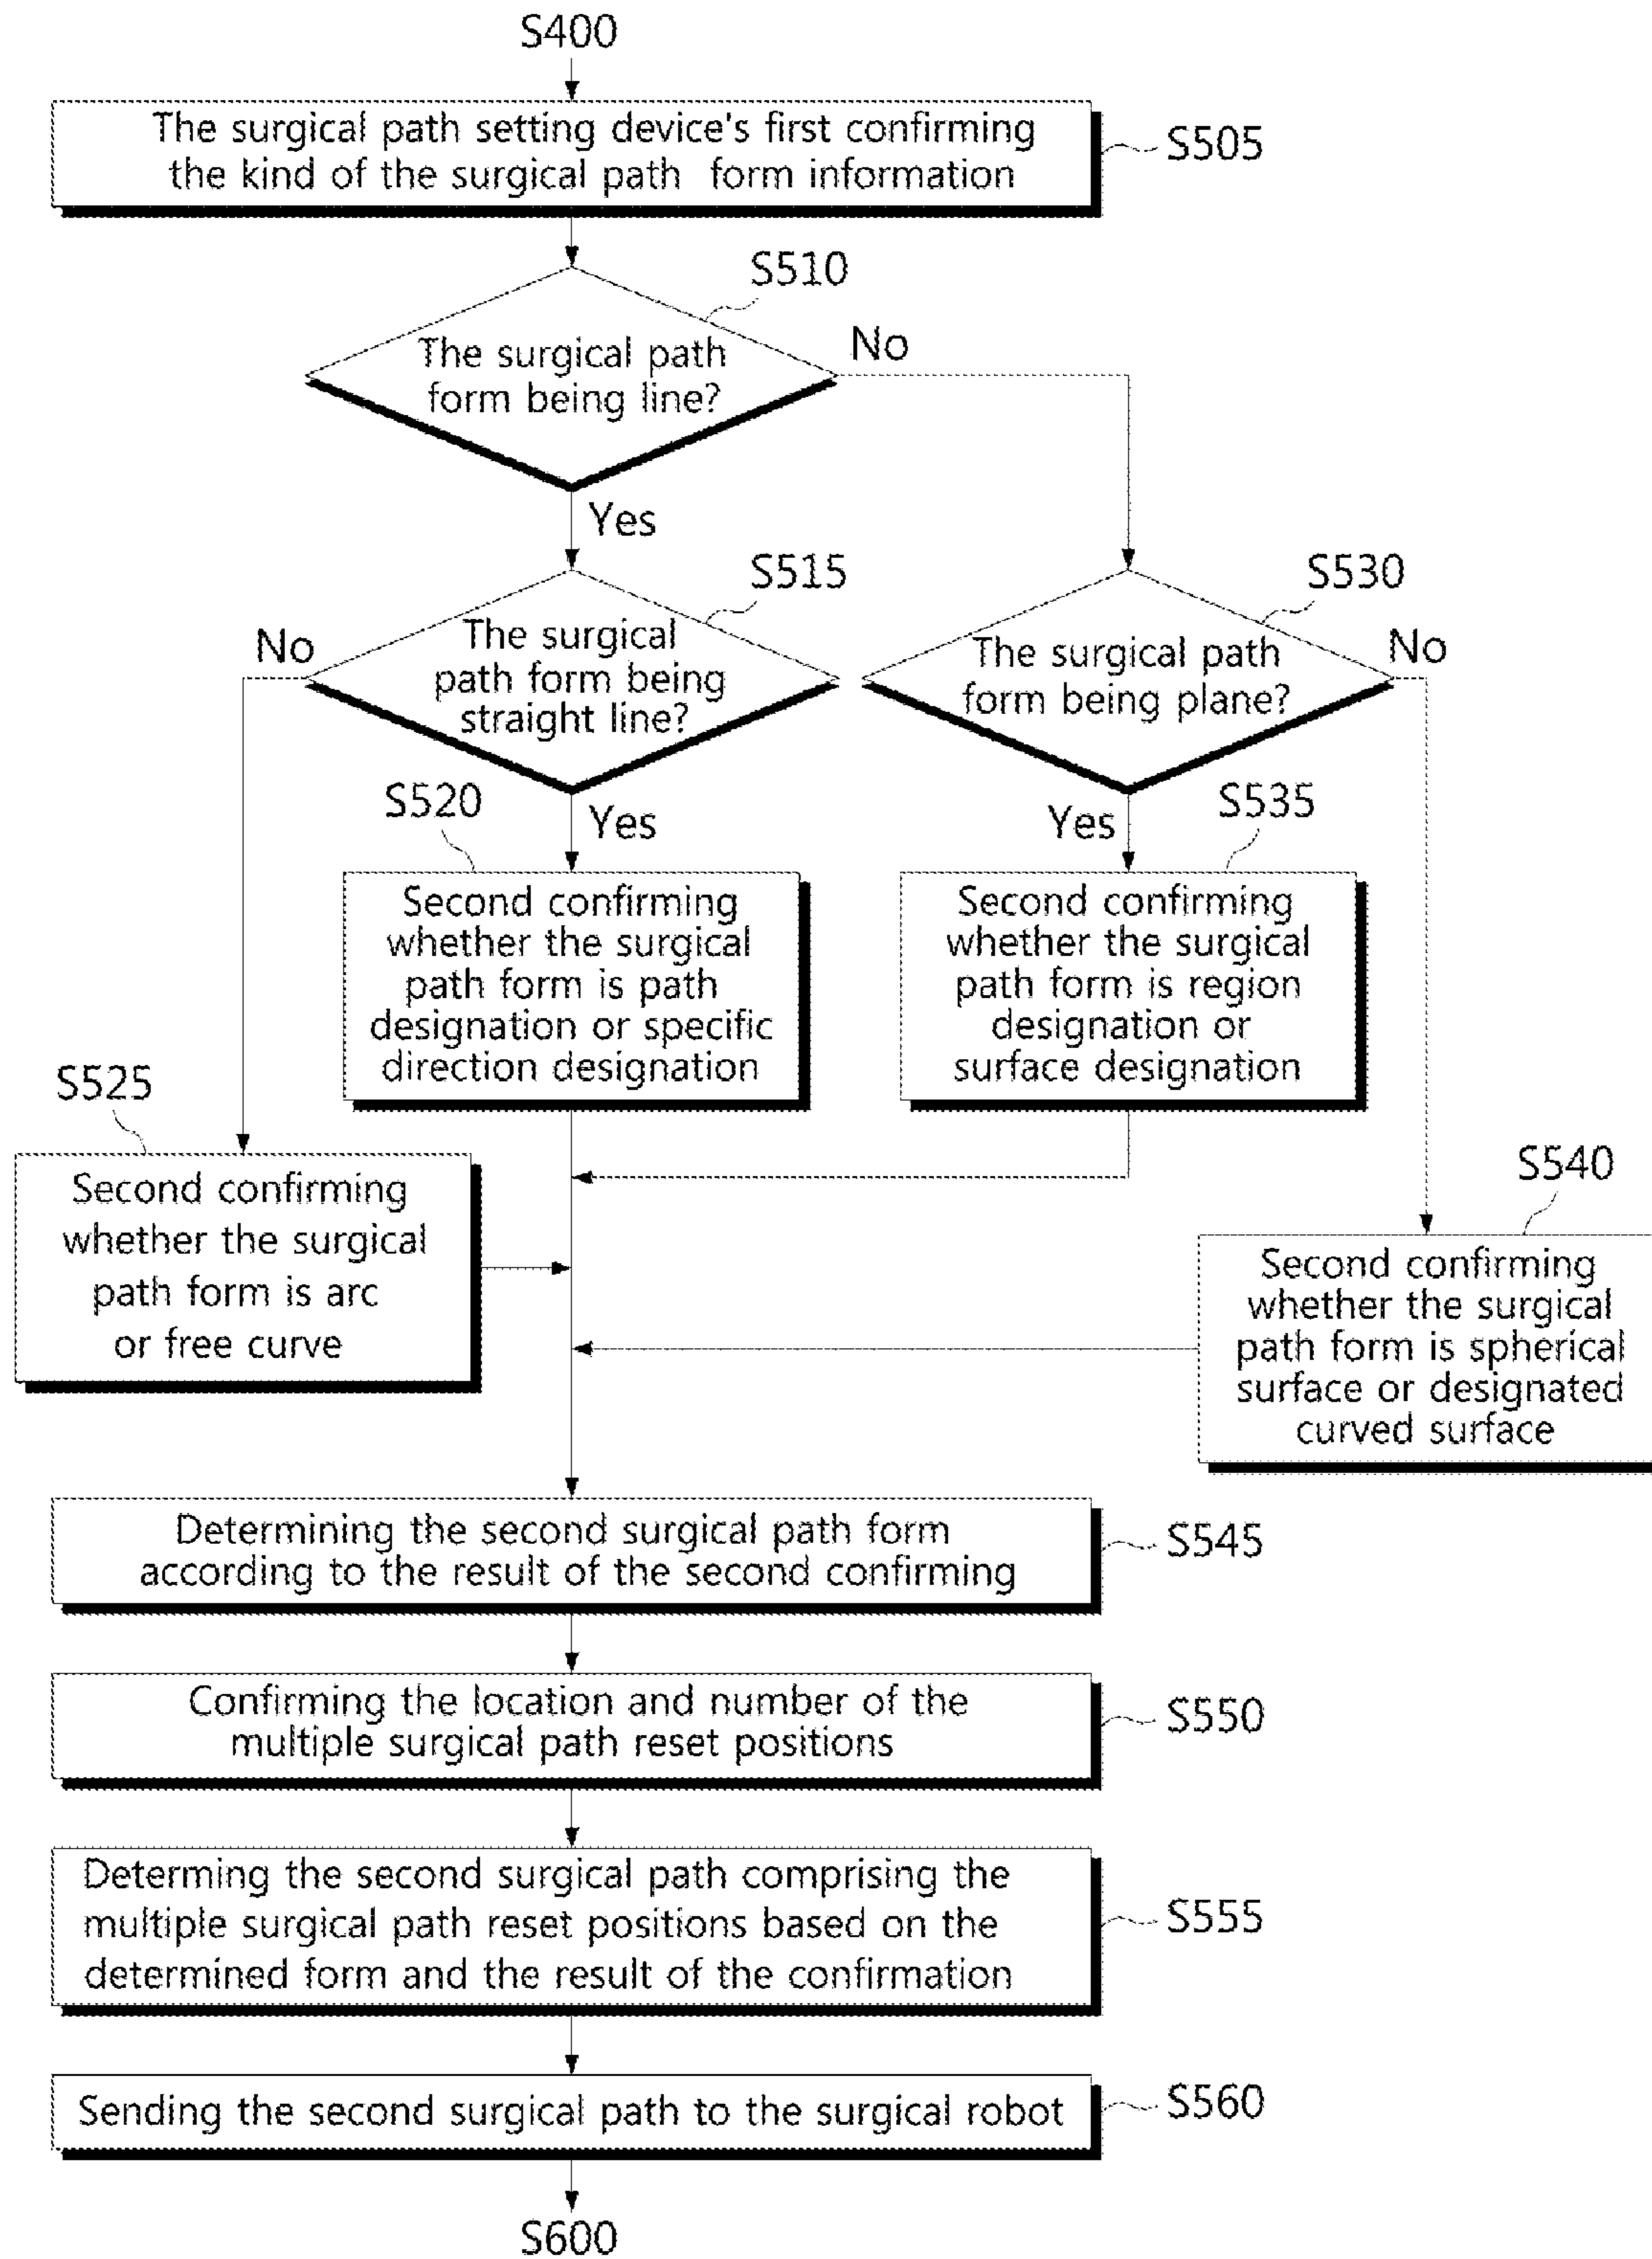 S400
The surgical path setting device's first confirming
the kind of the surgical path form information
S505
S510
The surgical path
form being line?
No
Yes
S515
S530
No
The surgical
path form being
straight line?
The surgical path
form being plane?
No
S520
Yes
Yes
S535
Second confirming
whether the surgical
path form is path
designation or specific
direction designation
Second confirming
whether the surgical
path form is region
designation or
surface designation
S525
Second confirming
whether the surgical
path form is arc
or free curve
S540
Second confirming
whether the surgical
path form is spherical
surface or designated
curved surface
Determining the second surgical path form
according to the result of the second confirming
S545
Confirming the location and number of the
multiple surgical path reset positions
S550
Determing the second surgical path comprising the
multiple surgical path reset positions based on the
determined form and the result of the confirmation
S555
Sending the second surgical path to the surgical robot
S560
S600